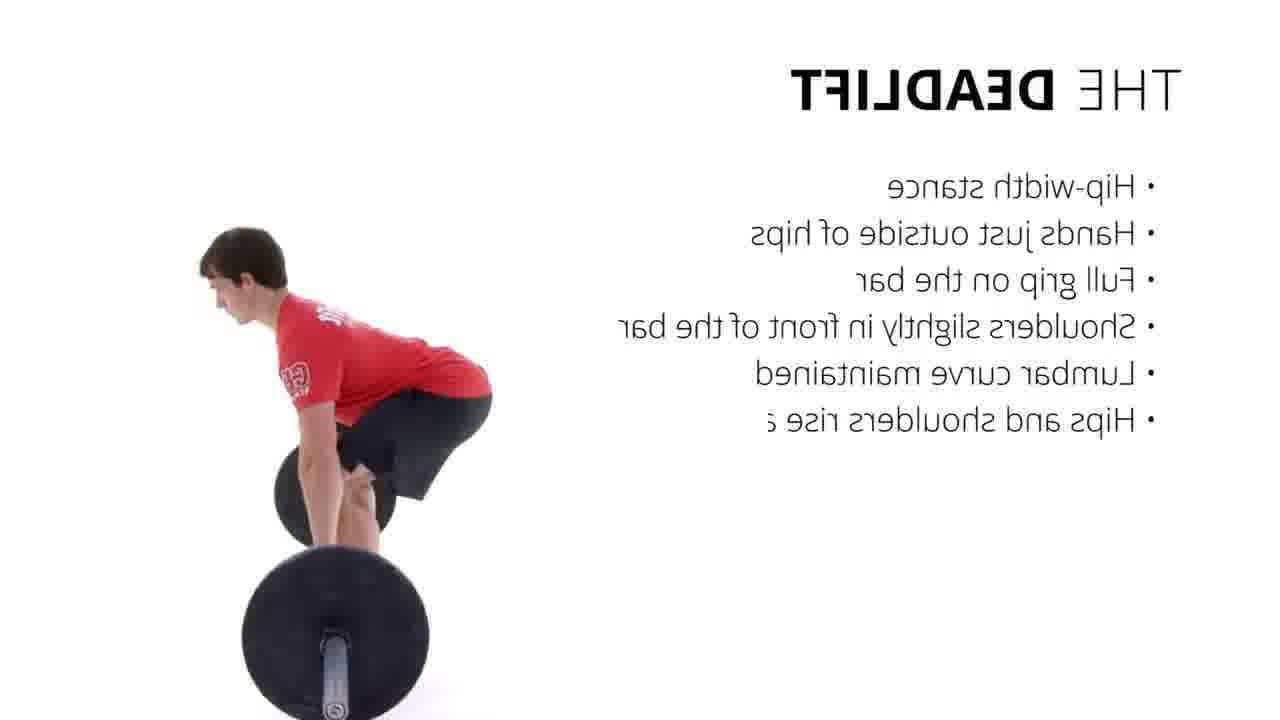 THE DEADLIFT
• Hip-width stance
• Hands just outside of hips
• Full grip on the bar
• Shoulders slightly in front of the bar
• Lumbar curve maintained
• Hips and shoulders rise a